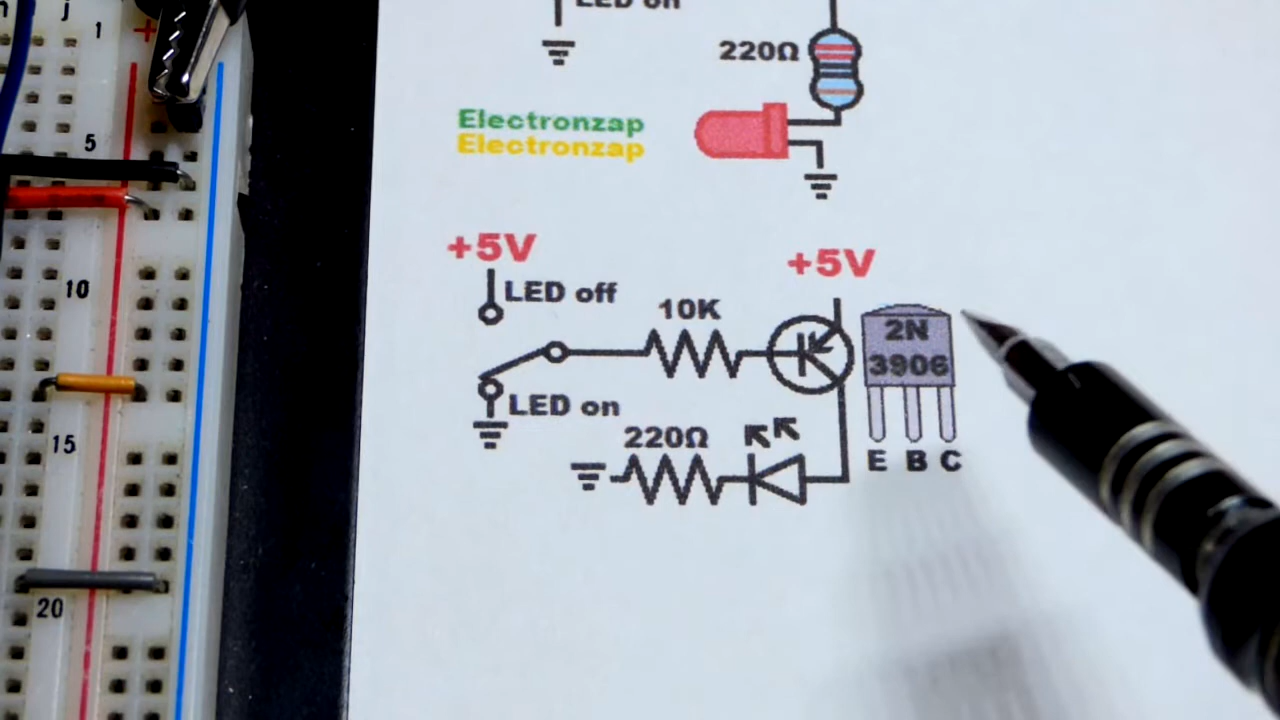 LED on
j
1
+
220Ω
5
Electronzap
Electronzap
+5V
+5V
LED off
10K
10
2N
3906
LED on
15
220Ω
E B C
20